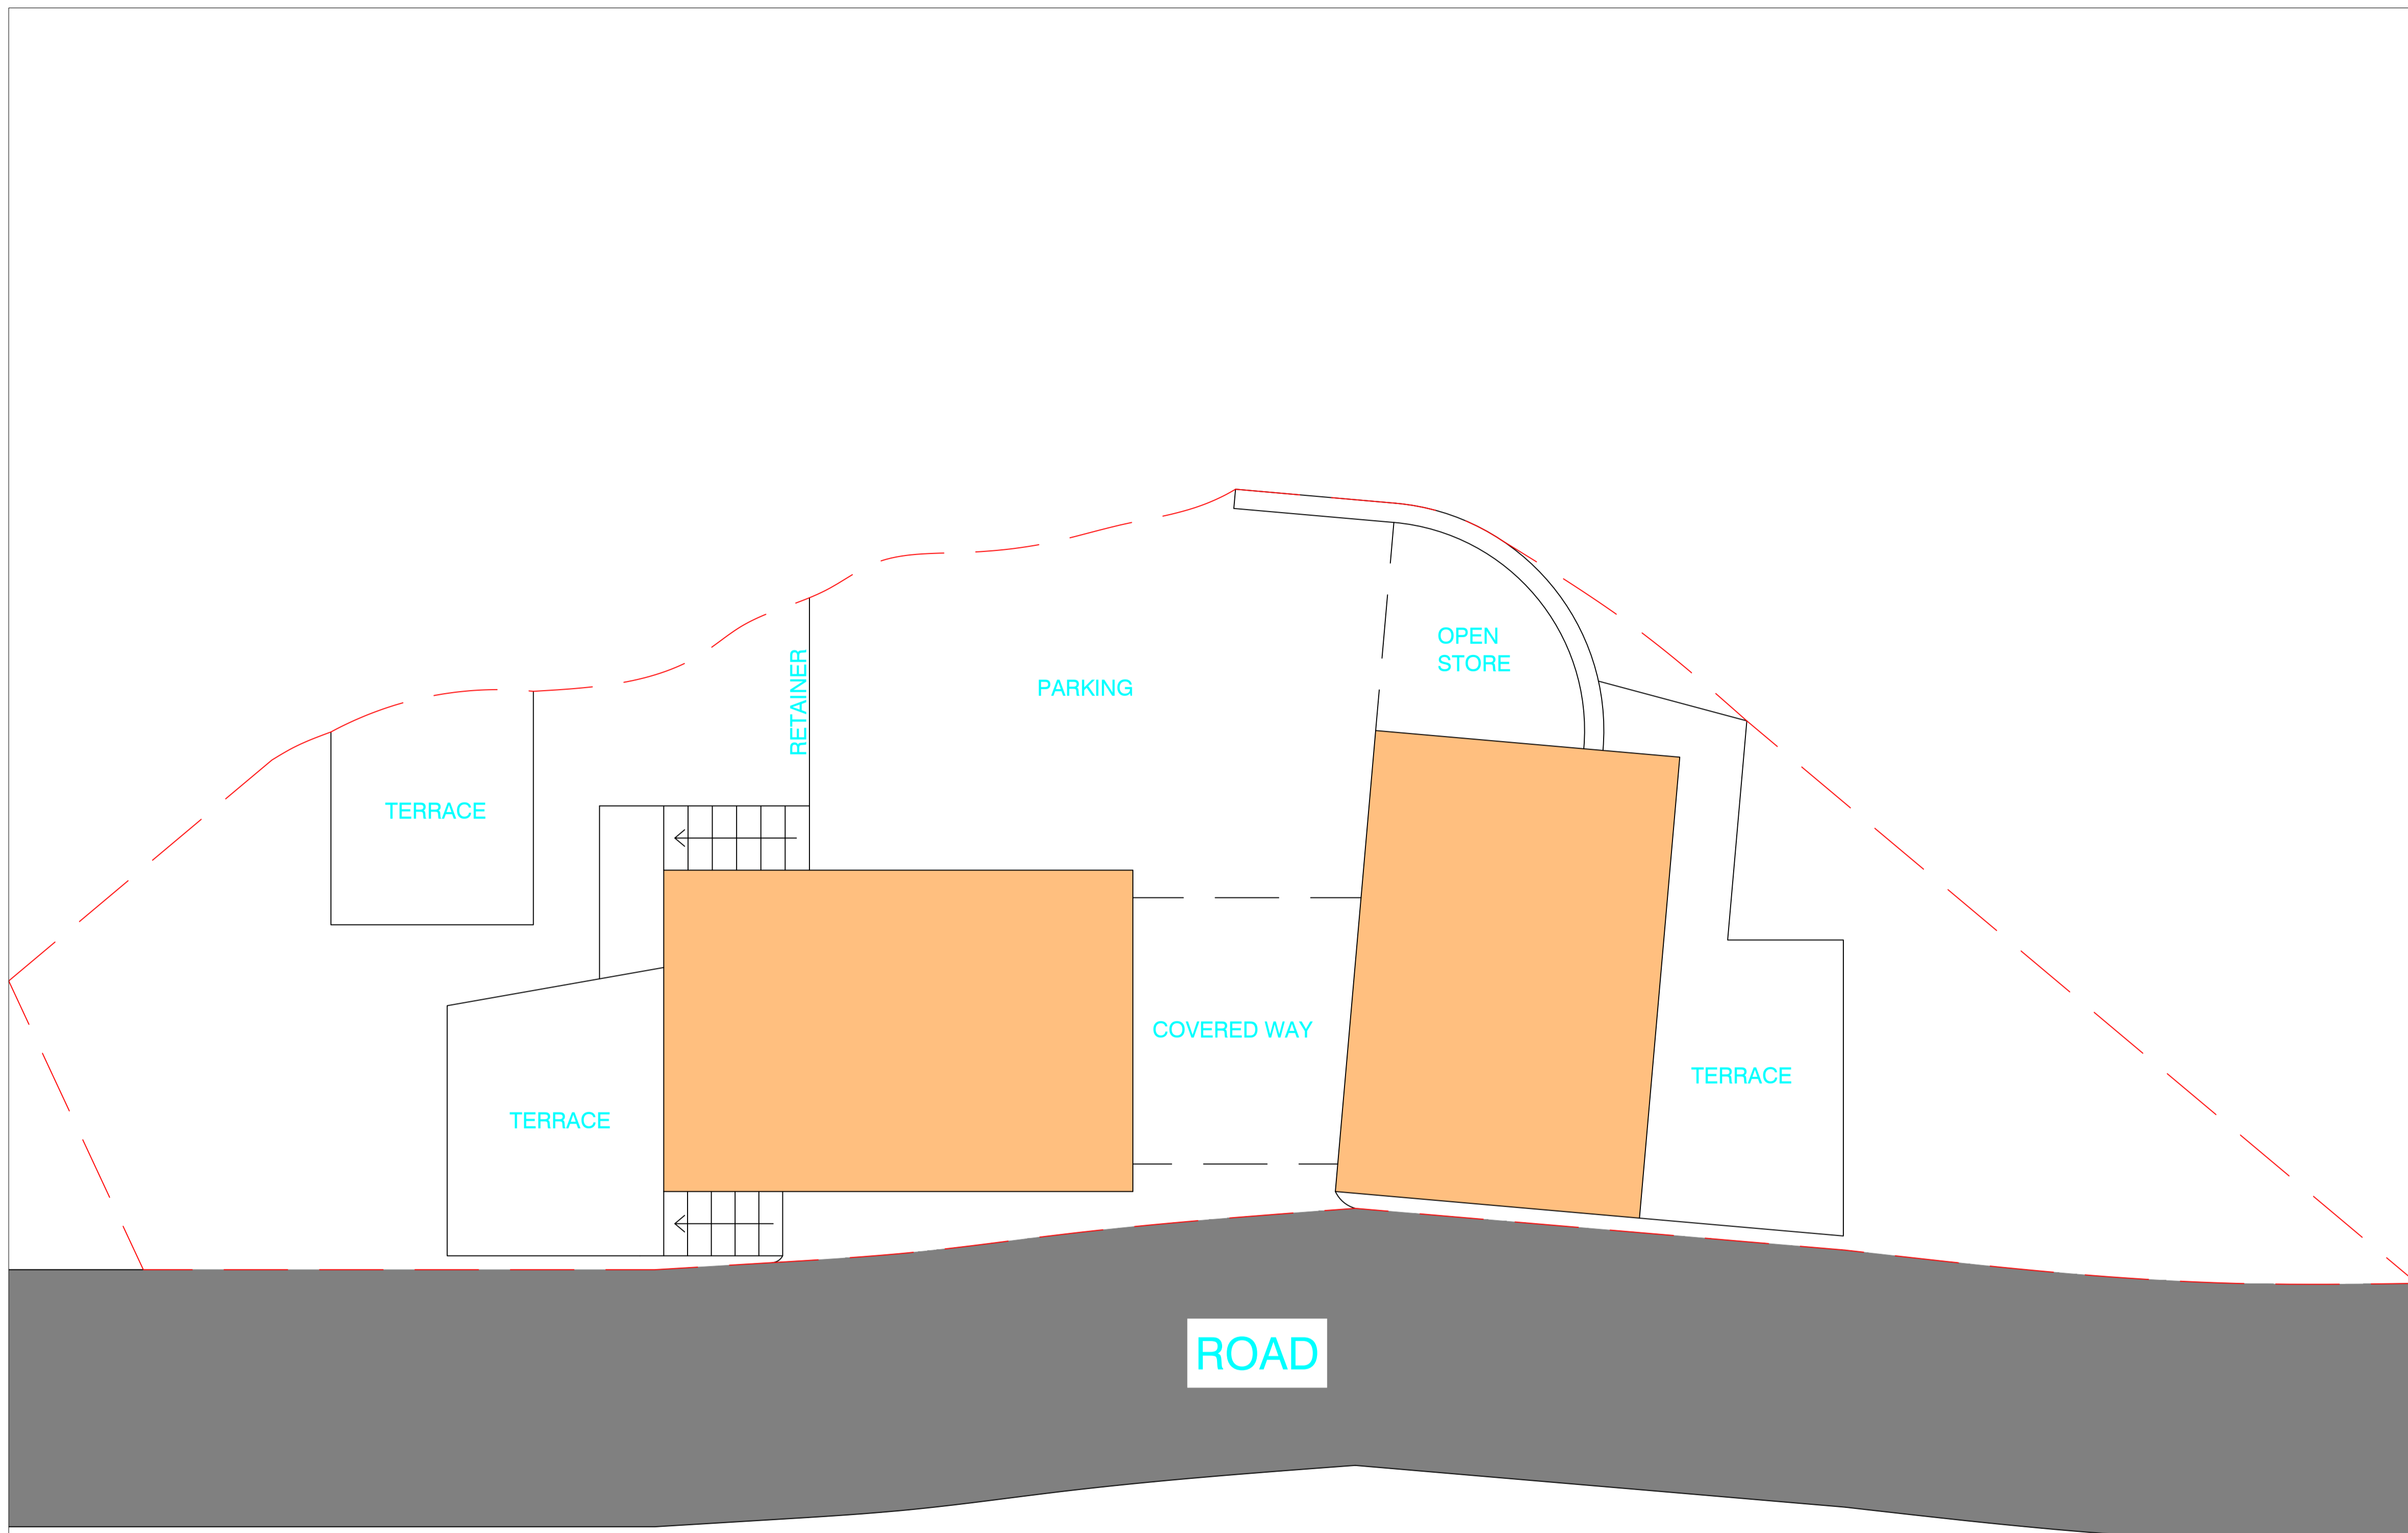 OPEN
STORE
RETAINER
PARKING
TERRACE
COVERED WAY
TERRACE
TERRACE
ROAD